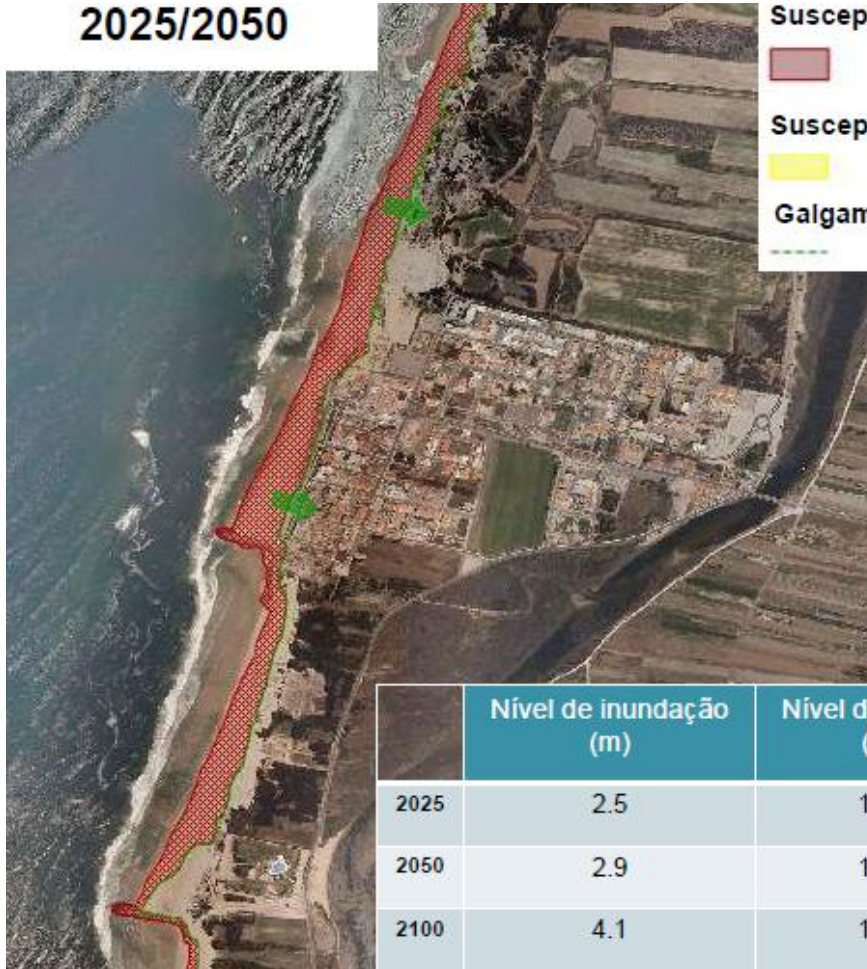 2025/2050
Suscep
Suscep
Galgam
Nível de inundação
(m)
Nível d
(
2025 2.5 1
2050 2.9 1
2100 4.1 1